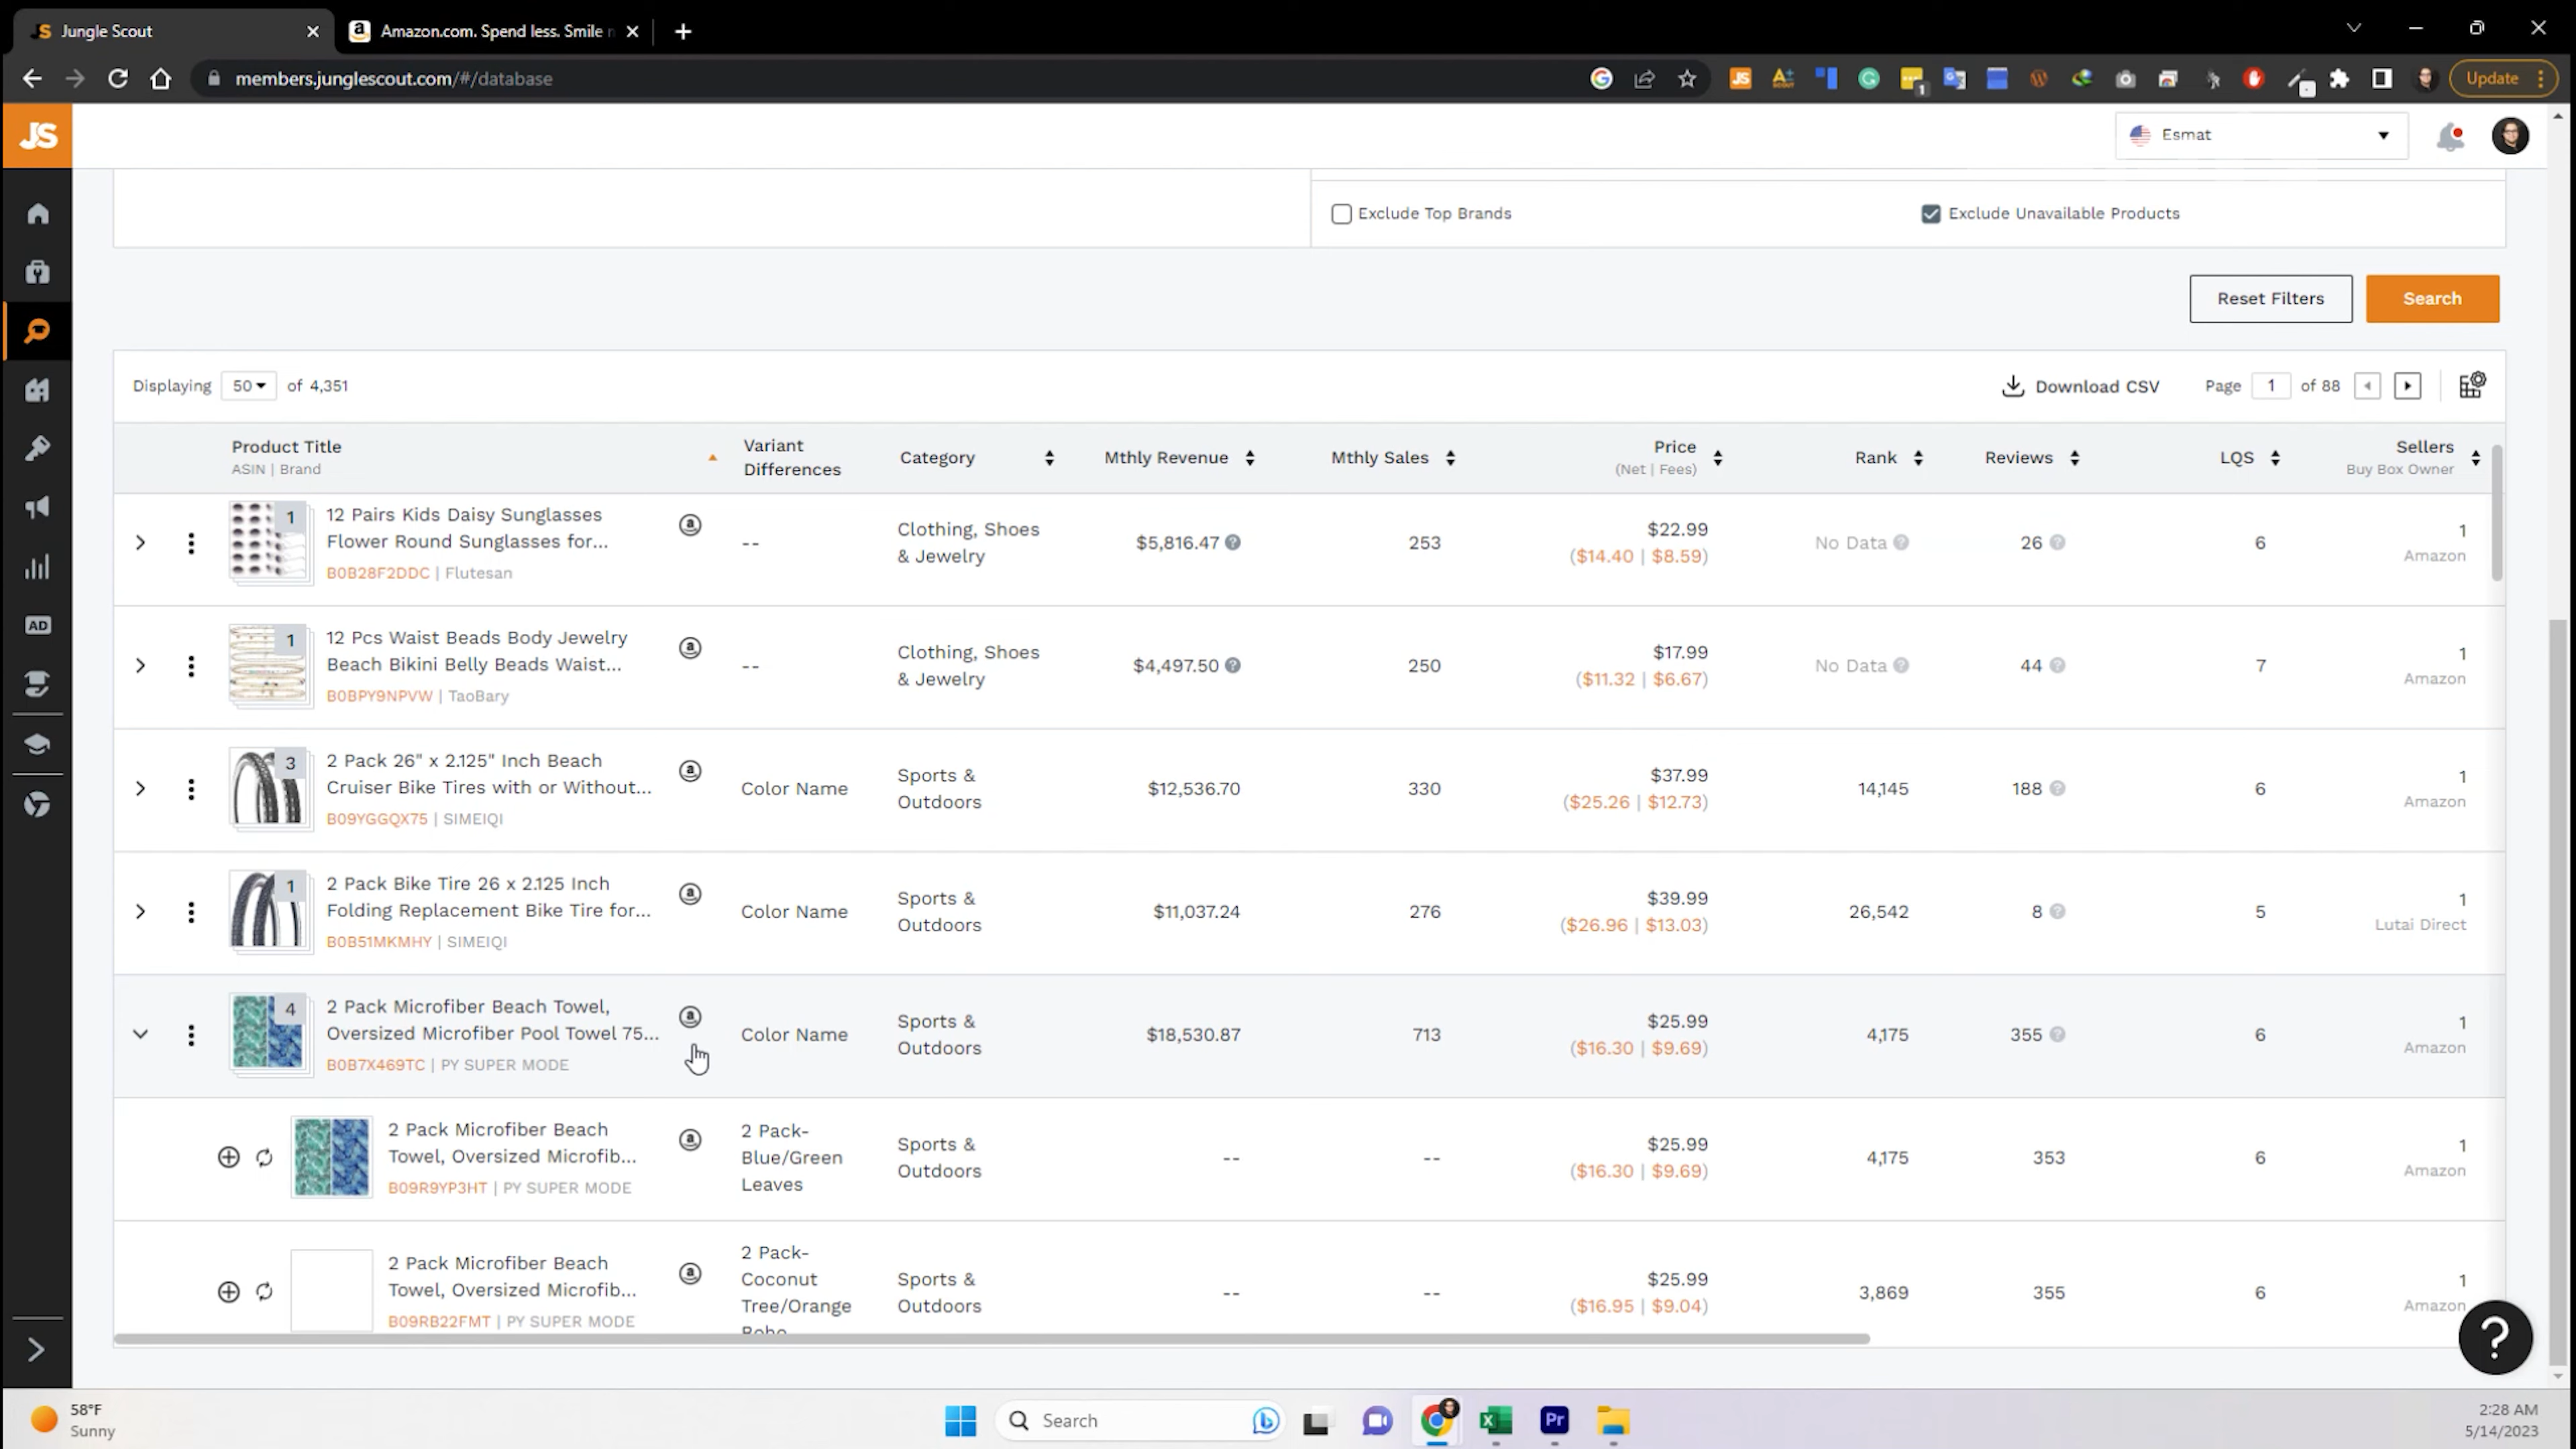 Jungle Scout
Amazon.com. Spend less. Smile
members.junglescout.com/#/database
Update
JS
Esmat
Exclude Top Brands
Exclude Unavailable Products
Reset Filters
Search
Displaying 50 of 4,351
Download CSV
Page 1 of 88
Product Title
ASIN | Brand
Variant
Differences
Category
Mthly Revenue
Mthly Sales
Price
(Net | Fees)
Rank
Reviews
LQS
Sellers
Buy Box Owner
1
12 Pairs Kids Daisy Sunglasses
Flower Round Sunglasses for...
B0B28F2DDC | Flutesan
--
Clothing, Shoes
& Jewelry
$5,816.47
253
$22.99
($14.40 | $8.59)
No Data
26
6
1
Amazon
1
12 Pcs Waist Beads Body Jewelry
Beach Bikini Belly Beads Waist...
B0BPY9NPVW | TaoBary
--
Clothing, Shoes
& Jewelry
$4,497.50
250
$17.99
($11.32 | $6.67)
No Data
44
7
1
Amazon
3
2 Pack 26" x 2.125" Inch Beach
Cruiser Bike Tires with or Without...
B09YGGQX75 | SIMEIQI
Color Name
Sports &
Outdoors
$12,536.70
330
$37.99
($25.26 | $12.73)
14,145
188
6
1
Amazon
1
2 Pack Bike Tire 26 x 2.125 Inch
Folding Replacement Bike Tire for...
B0B51MKMHY | SIMEIQI
Color Name
Sports &
Outdoors
$11,037.24
276
$39.99
($26.96 | $13.03)
26,542
8
5
1
Lutai Direct
4
2 Pack Microfiber Beach Towel,
Oversized Microfiber Pool Towel 75...
B0B7X469TC | PY SUPER MODE
Color Name
Sports &
Outdoors
$18,530.87
713
$25.99
($16.30 | $9.69)
4,175
355
6
1
Amazon
2 Pack Microfiber Beach
Towel, Oversized Microfib...
B09R9YP3HT | PY SUPER MODE
2 Pack-
Blue/Green
Leaves
Sports &
Outdoors
--
--
$25.99
($16.30 | $9.69)
4,175
353
6
1
Amazon
2 Pack Microfiber Beach
Towel, Oversized Microfib...
B09RB22FMT | PY SUPER MODE
2 Pack-
Coconut
Tree/Orange
Boho
Sports &
Outdoors
--
--
$25.99
($16.95 | $9.04)
3,869
355
6
1
Amazon
AD
?
58°F
Sunny
Search
Pr
2:28 AM
5/14/2023